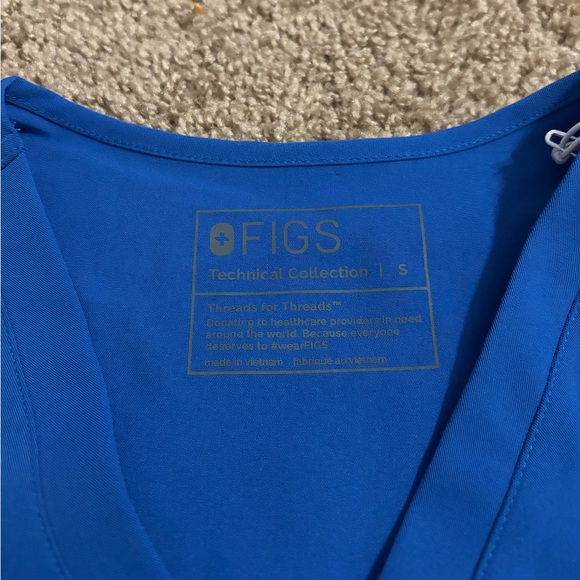 FIGS
Technical Collection | S
Threads for Threads™
Donating to healthcare providers in need
around the world. Because everyone
deserves to #wearFIGS
made in vietnam fabriqué au vietnam